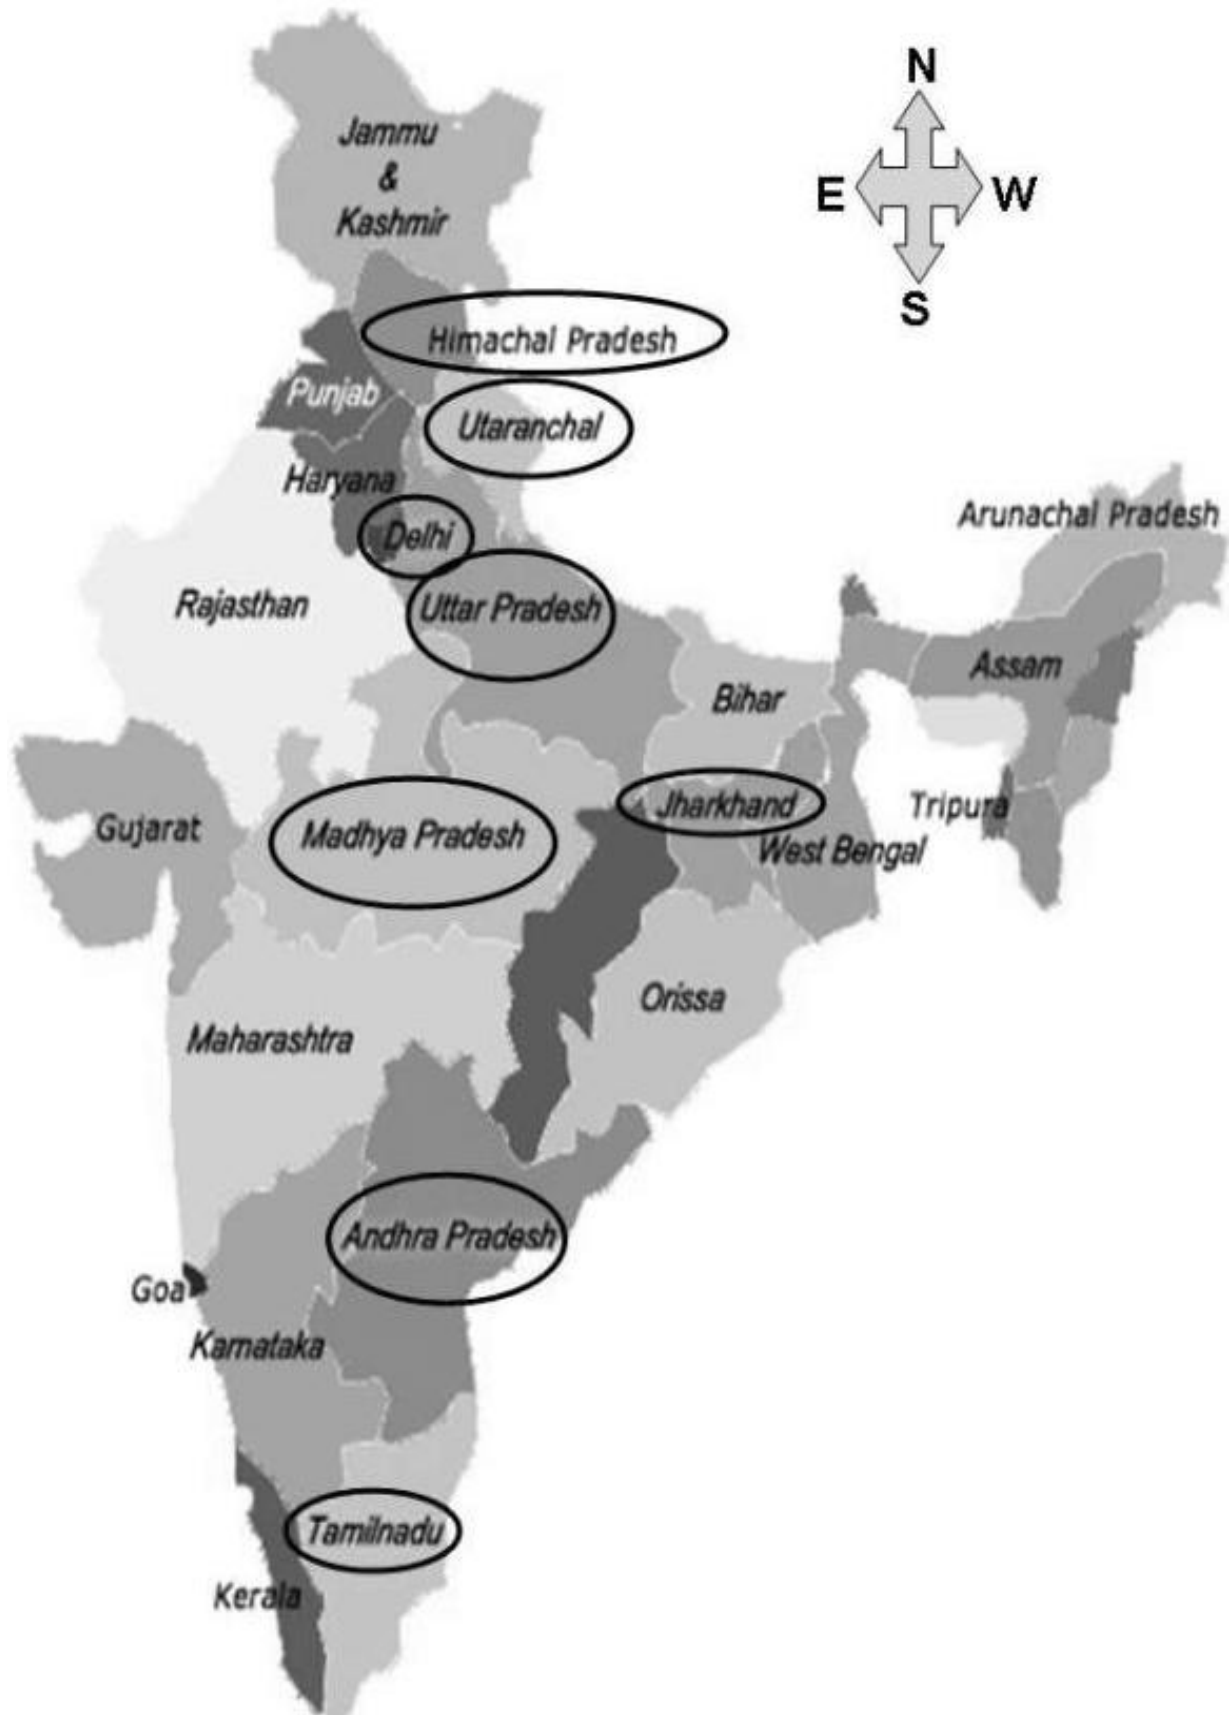 N
Jammu
&
Kashmir
E
W
S
Himachal Pradesh
Punjab
Utaranchal
Haryana
Arunachal Pradesh
Delhi
Rajasthan
Uttar Pradesh
Assam
Bihar
Gujarat
Madhya Pradesh
Jharkhand
Tripura
West Bengal
Orissa
Maharashtra
Andhra Pradesh
Goa
Karnataka
Tamilnadu
Kerala